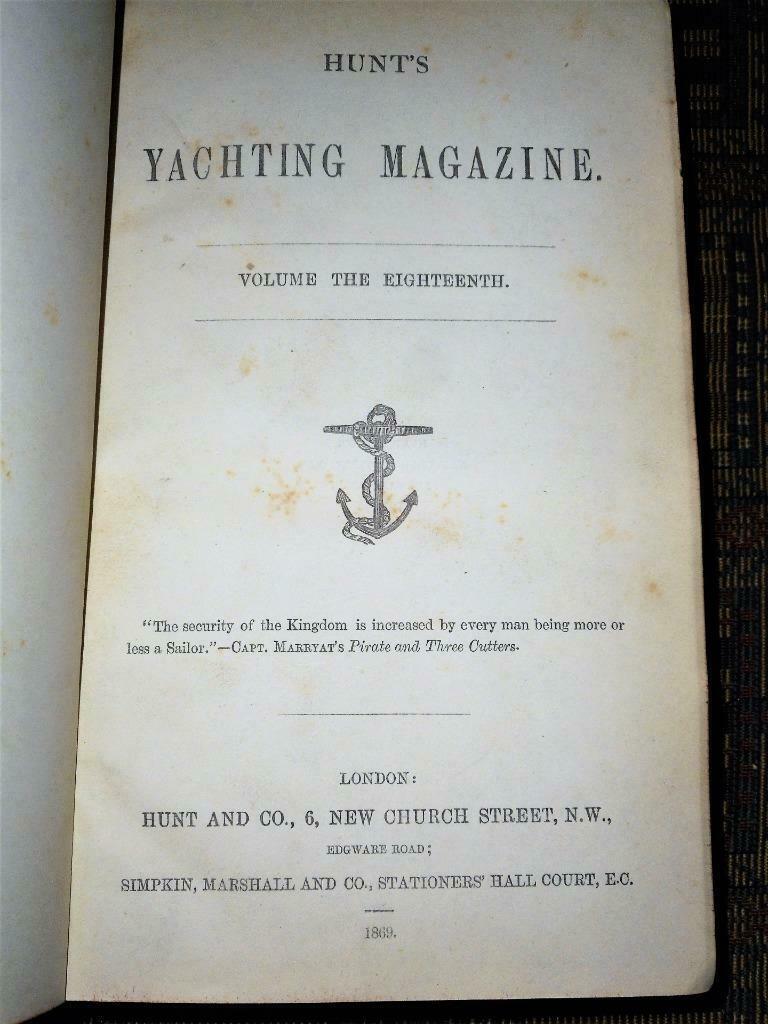 HUNT'S
YACHTING MAGAZINE.
VOLUME THE EIGHTEENTH.
"The security of the Kingdom is increased by every man being more or
less a Sailor."—CAPT. MARRYAT'S Pirate and Three Cutters.
LONDON:
HUNT AND CO., 6, NEW CHURCH STREET, N.W.,
EDGWARE ROAD;
SIMPKIN, MARSHALL AND CO., STATIONERS' HALL COURT, E.C.
1869.